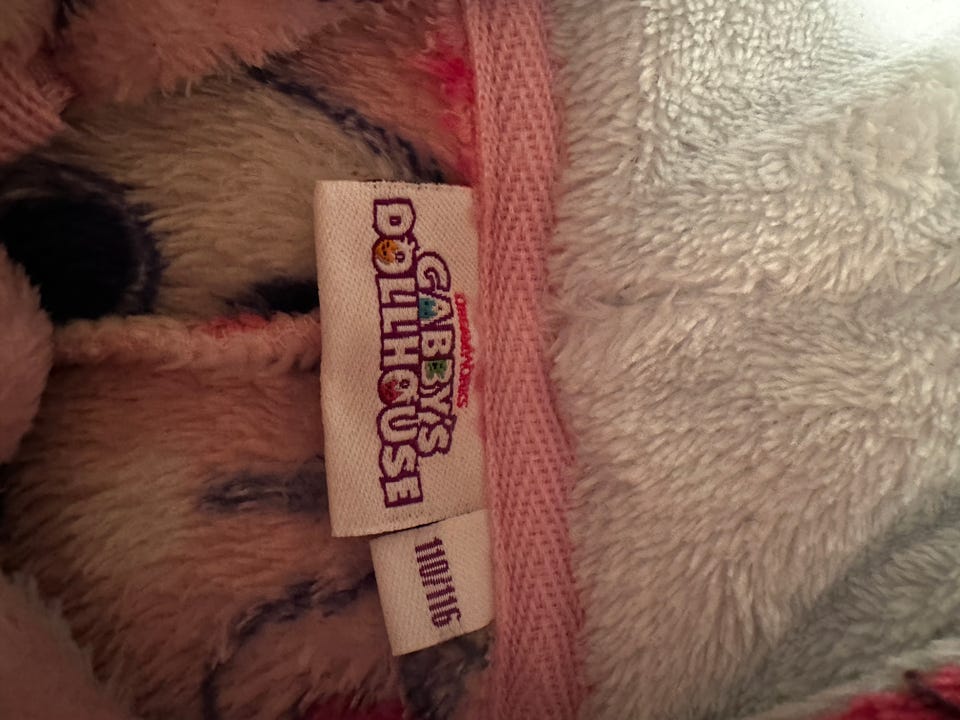 DREAMWORKS
GABBY'S
DOLLHOUSE
110/116